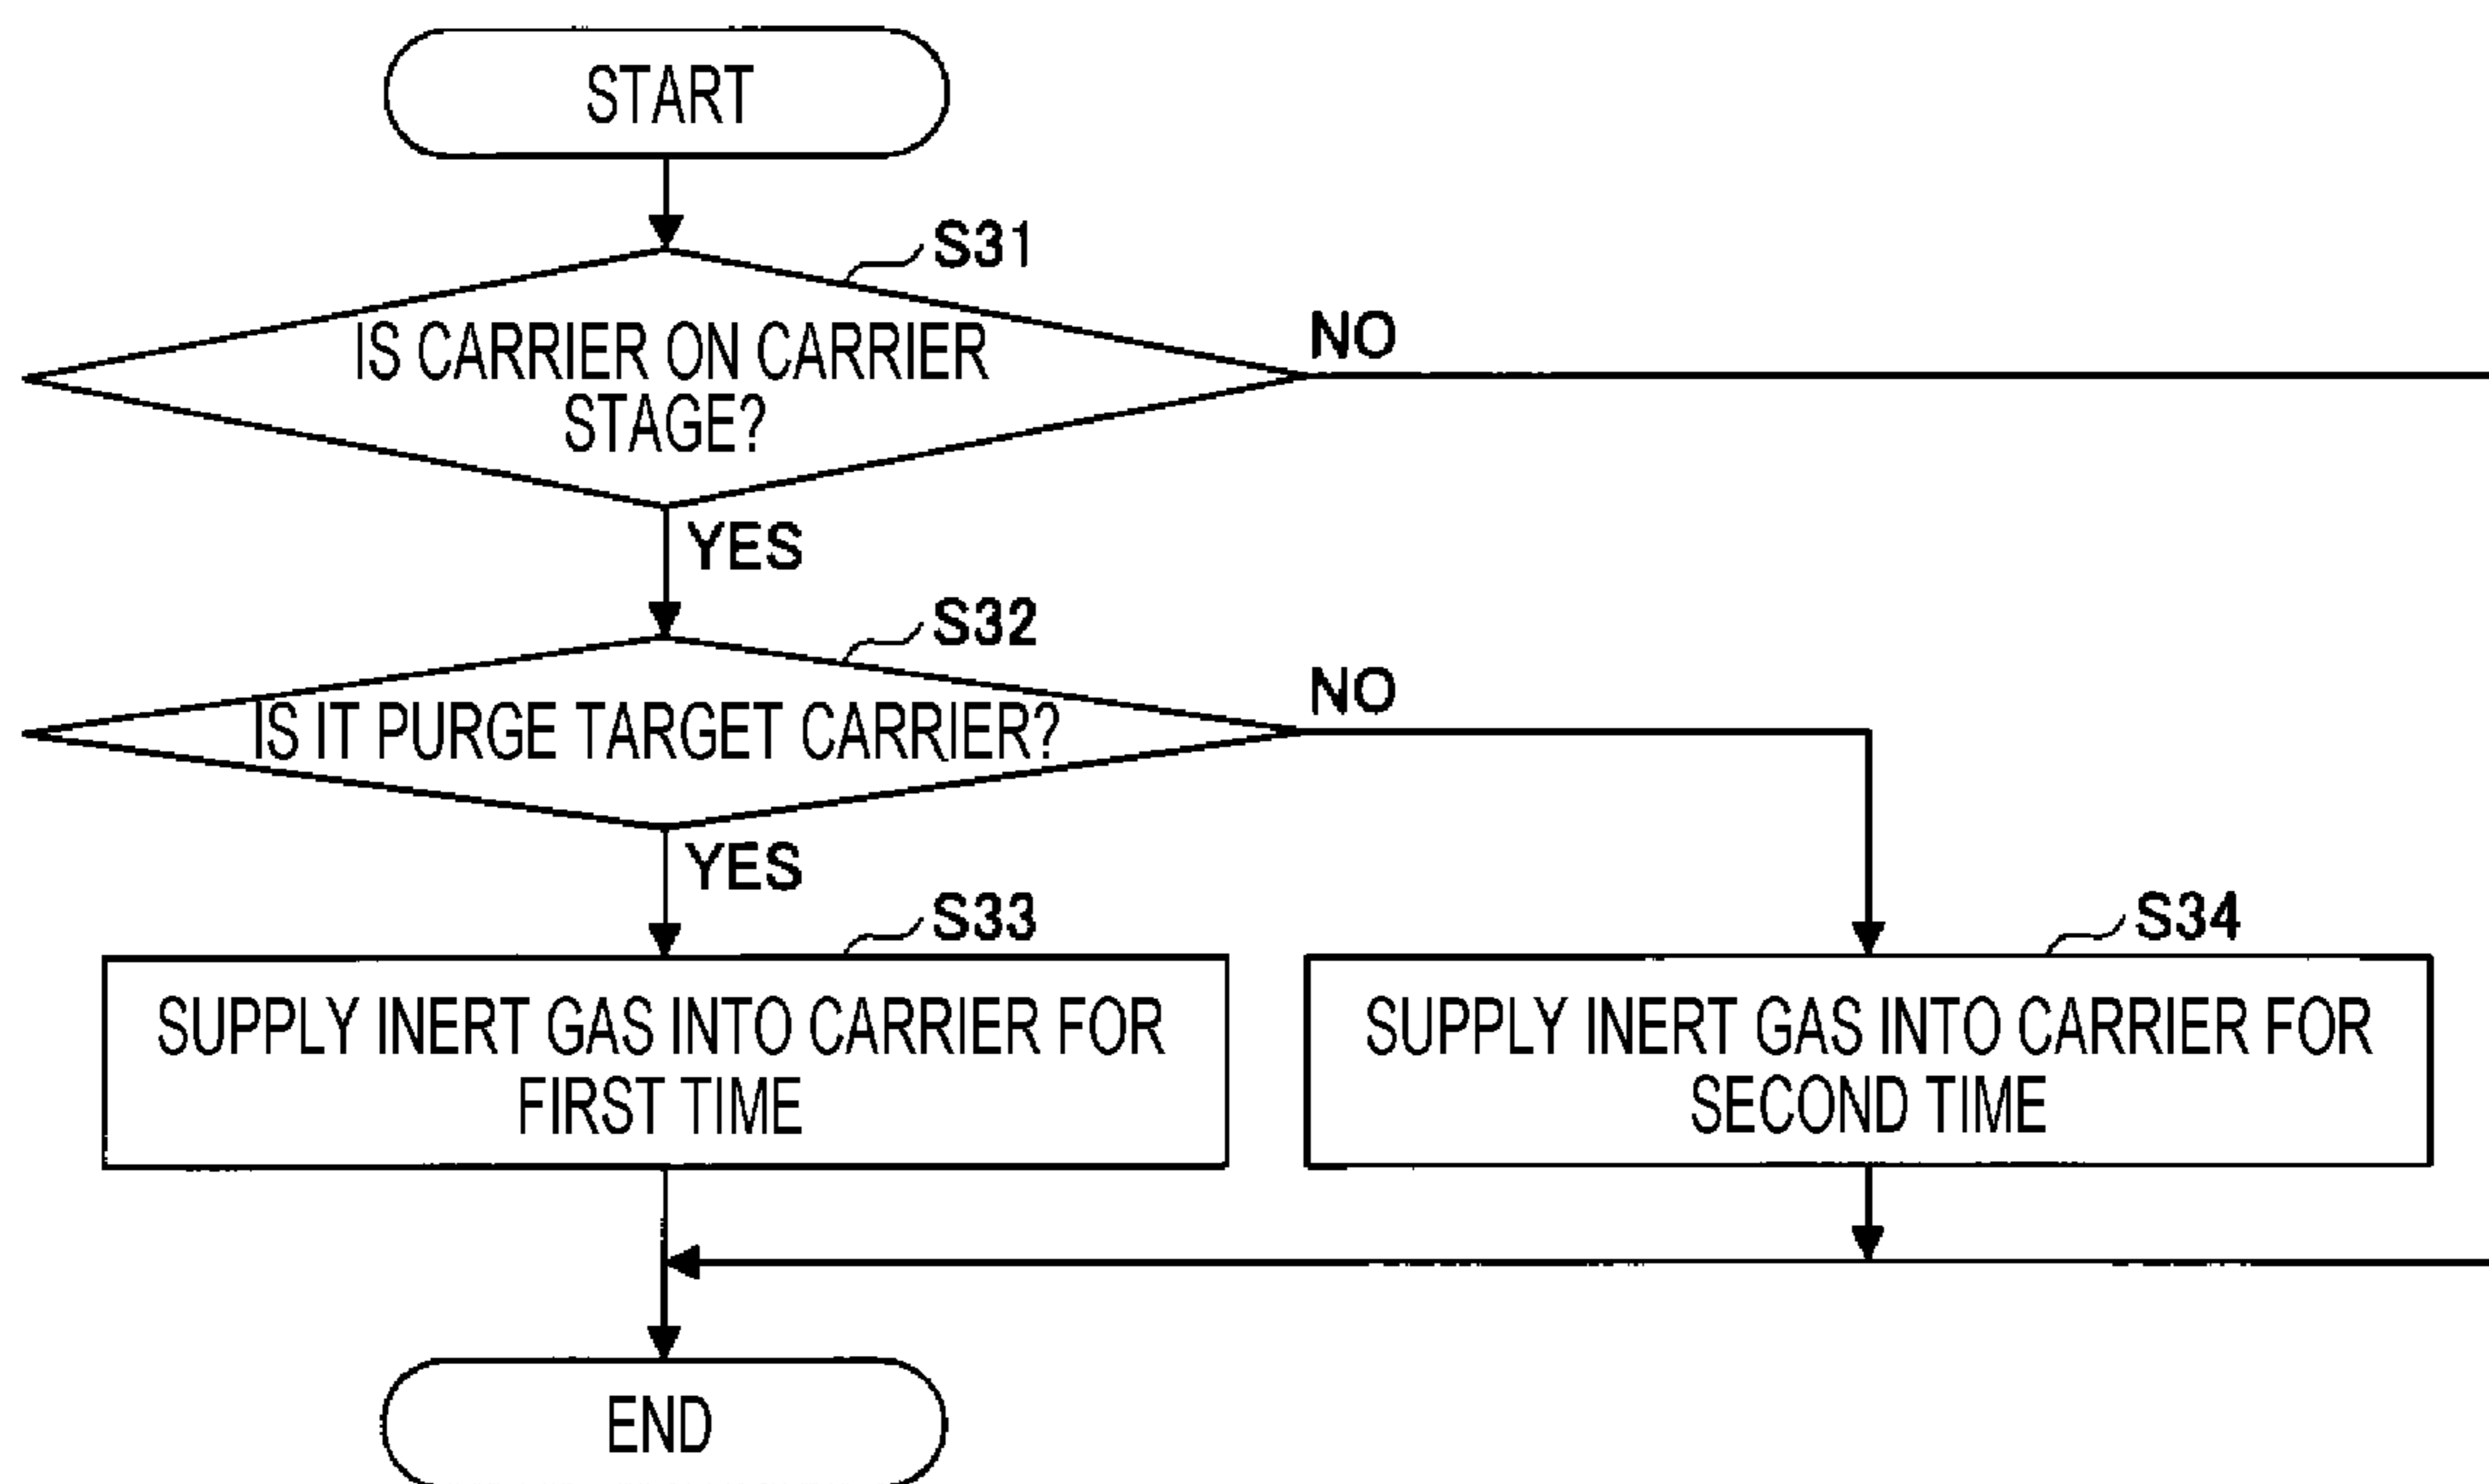 START
S31
IS CARRIER ON CARRIER
STAGE?
NO
YES
S32
IS IT PURGE TARGET CARRIER?
NO
YES
S33
SUPPLY INERT GAS INTO CARRIER FOR
FIRST TIME
S34
SUPPLY INERT GAS INTO CARRIER FOR
SECOND TIME
END